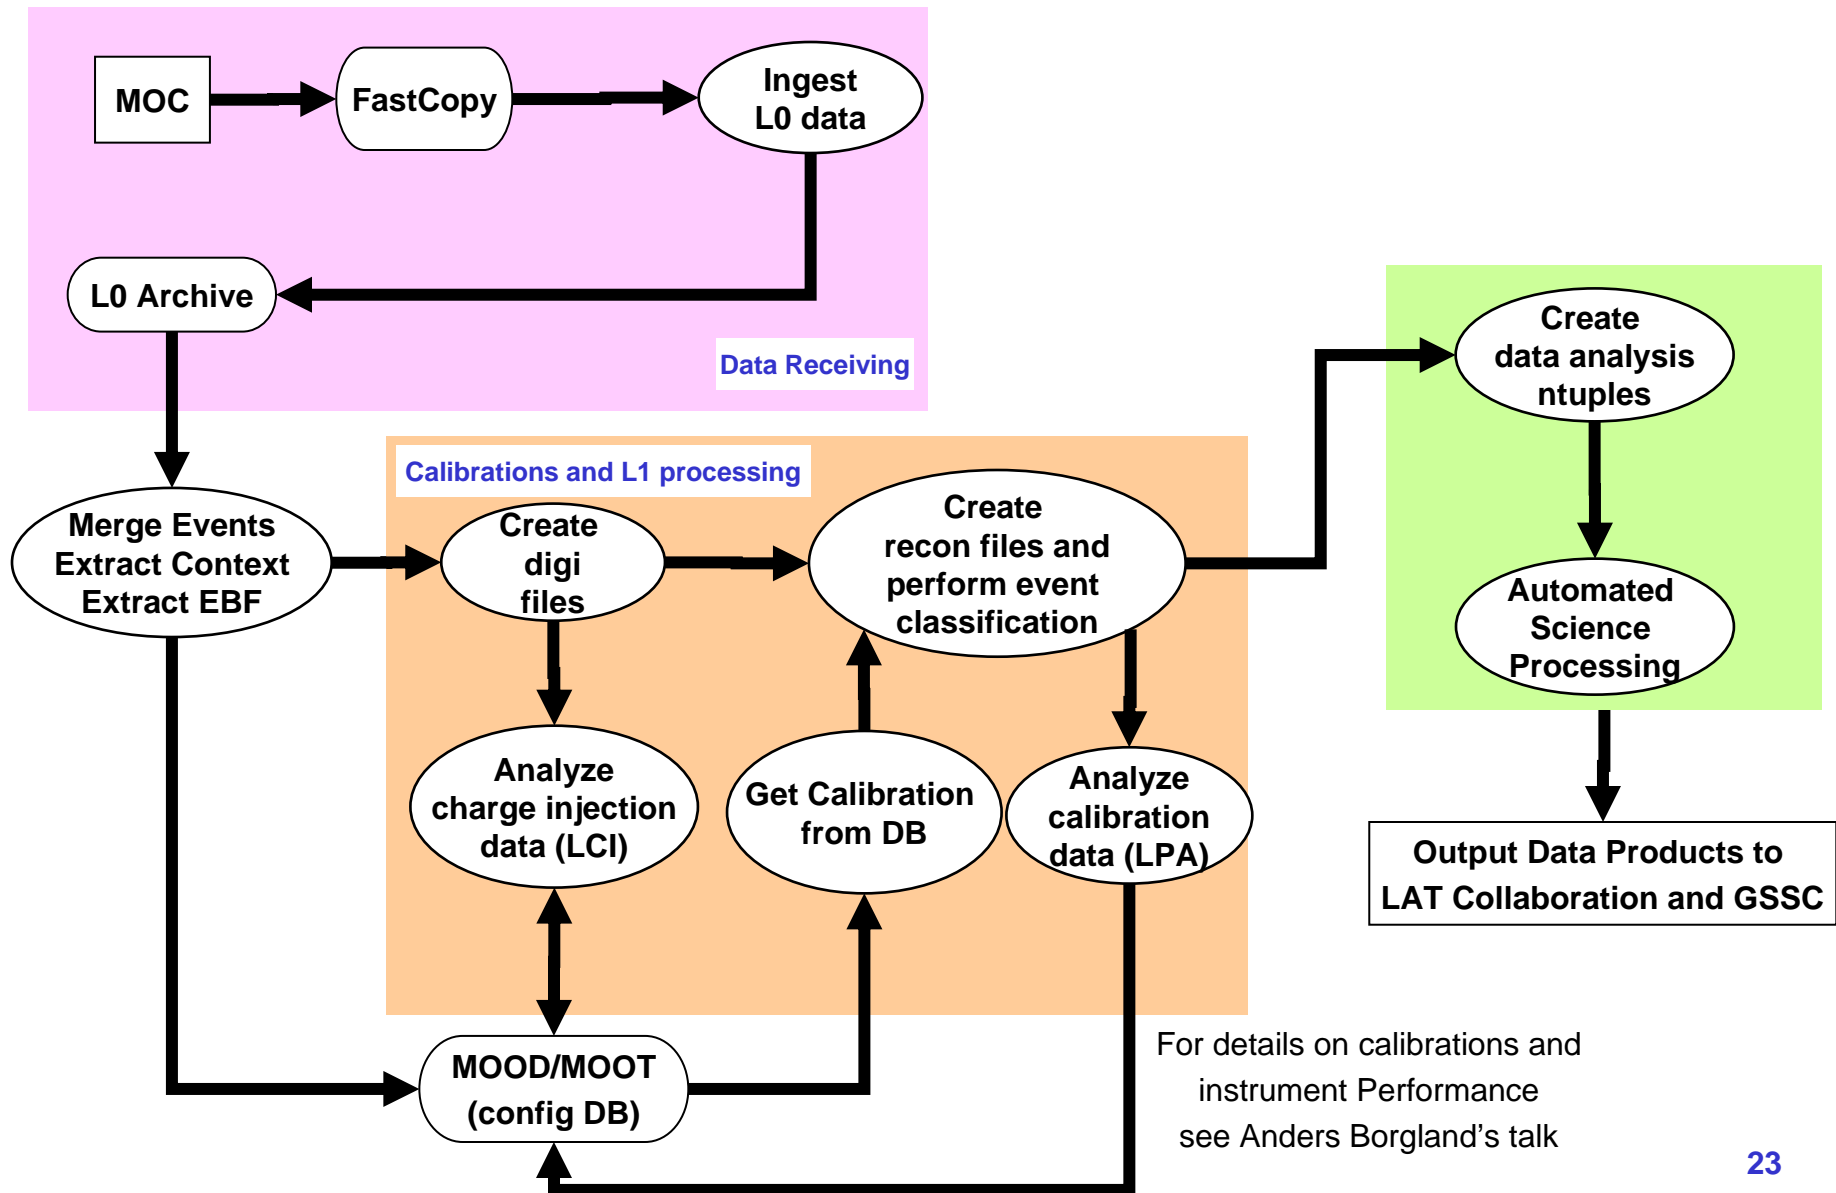 MOC
FastCopy
Ingest
L0 data
L0 Archive
Data Receiving
Merge Events
Extract Context
Extract EBF
Calibrations and L1 processing
Create
digi
files
Create
recon files and
perform event
classification
Analyze
charge injection
data (LCI)
Get Calibration
from DB
Analyze
calibration
data (LPA)
MOOD/MOOT
(config DB)
Create
data analysis
ntuples
Automated
Science
Processing
Output Data Products to
LAT Collaboration and GSSC
For details on calibrations and
instrument Performance
see Anders Borgland's talk
23